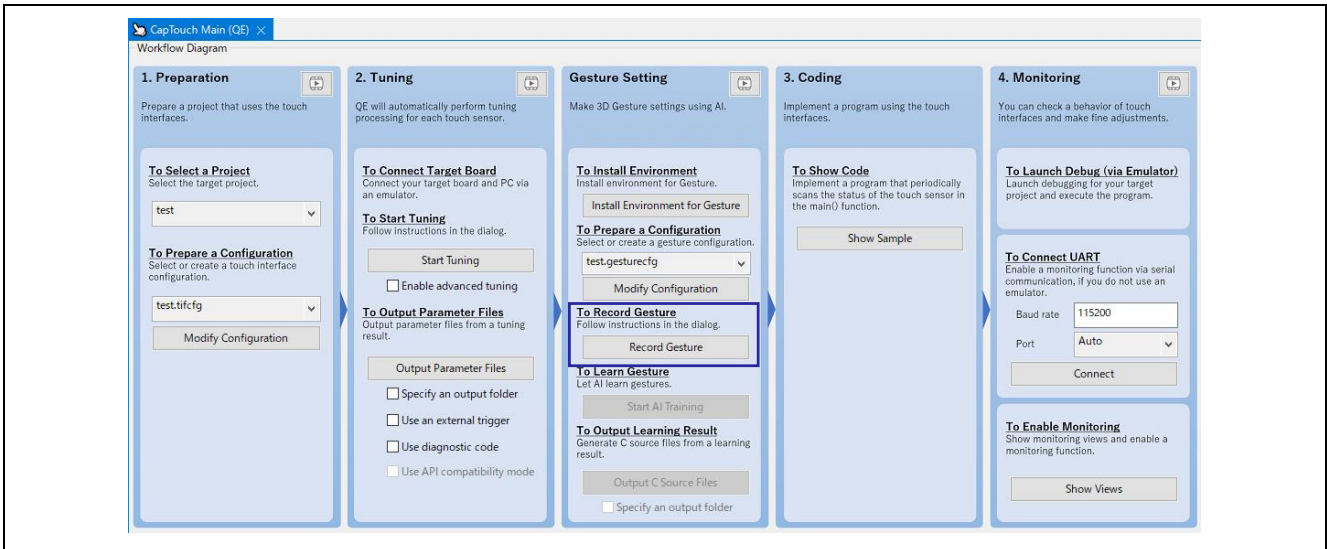 CapTouch Main (QE)
Workflow Diagram
1. Preparation
Prepare a project that uses the touch
interfaces.
To Select a Project
Select the target project.
test
To Prepare a Configuration
Select or create a touch interface
configuration.
test.tifcfg
Modify Configuration
2. Tuning
QE will automatically perform tuning
processing for each touch sensor.
To Connect Target Board
Connect your target board and PC via
an emulator.
To Start Tuning
Follow instructions in the dialog.
Start Tuning
Enable advanced tuning
To Output Parameter Files
Output parameter files from a tuning
result.
Output Parameter Files
Specify an output folder
Use an external trigger
Use diagnostic code
Use API compatibility mode
Gesture Setting
Make 3D Gesture settings using AI.
To Install Environment
Install environment for Gesture.
Install Environment for Gesture
To Prepare a Configuration
Select or create a gesture configuration.
test.gesturecfg
Modify Configuration
To Record Gesture
Follow instructions in the dialog.
Record Gesture
To Learn Gesture
Let AI learn gestures.
Start AI Training
To Output Learning Result
Generate C source files from a learning
result.
Output C Source Files
Specify an output folder
3. Coding
Implement a program using the touch
interfaces.
To Show Code
Implement a program that periodically
scans the status of the touch sensor in
the main() function.
Show Sample
4. Monitoring
You can check a behavior of touch
interfaces and make fine adjustments.
To Launch Debug (via Emulator)
Launch debugging for your target
project and execute the program.
To Connect UART
Enable a monitoring function via serial
communication, if you do not use an
emulator.
Baud rate 115200
Port Auto
Connect
To Enable Monitoring
Show monitoring views and enable a
monitoring function.
Show Views